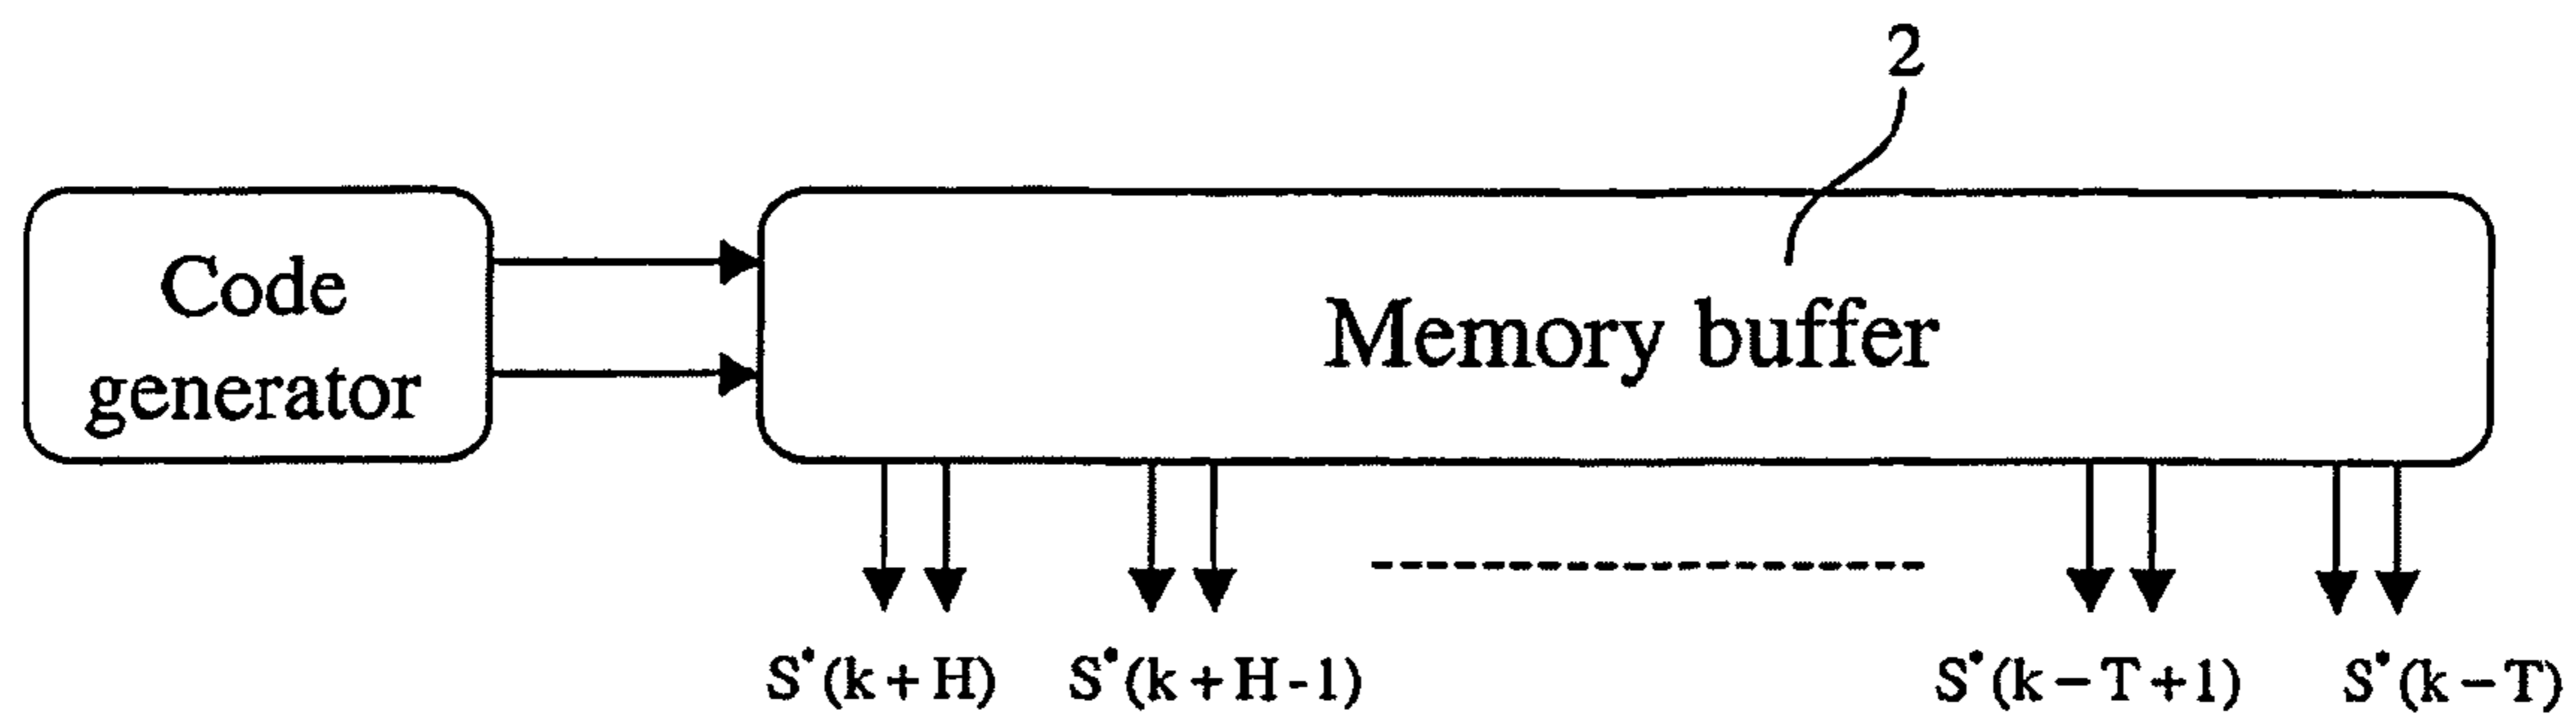 2
Code
generator
Memory buffer
S*(k + H) S*(k + H - 1) S*(k − T + 1) S*(k − T)